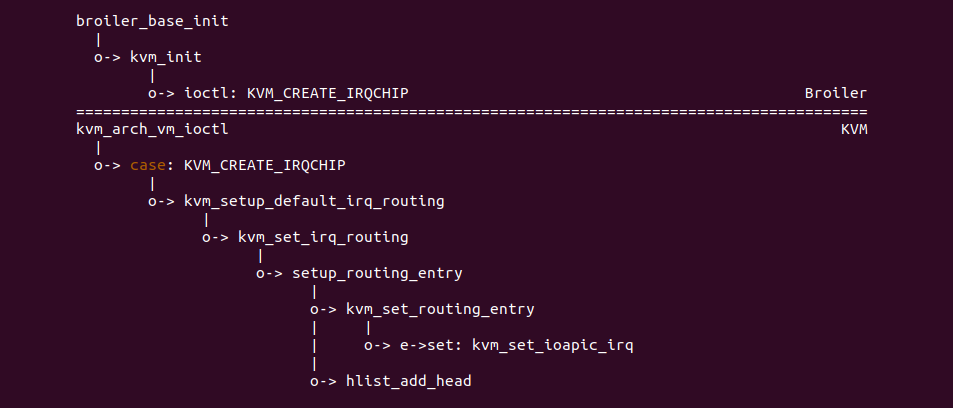 broiler_base_init
|
o-> kvm_init
|
o-> ioctl: KVM_CREATE_IRQCHIP Broiler
========================================================================================
kvm_arch_vm_ioctl KVM
|
o-> case: KVM_CREATE_IRQCHIP
|
o-> kvm_setup_default_irq_routing
|
o-> kvm_set_irq_routing
|
o-> setup_routing_entry
|
o-> kvm_set_routing_entry
| |
| o-> e->set: kvm_set_ioapic_irq
|
o-> hlist_add_head